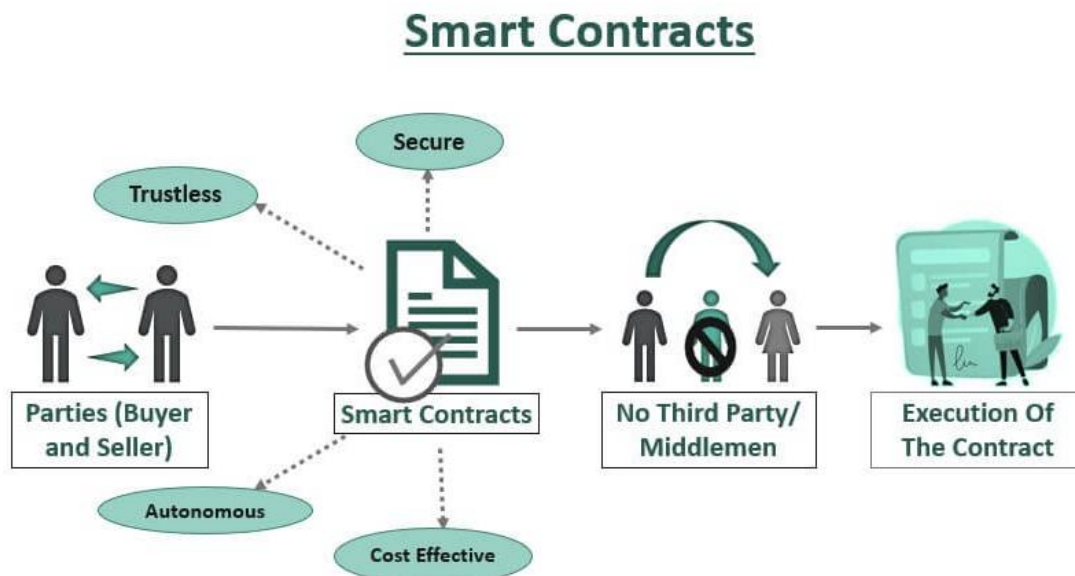 Smart Contracts
Secure
Trustless
Parties (Buyer
and Seller)
Smart Contracts
No Third Party/
Middlemen
Execution Of
The Contract
Autonomous
Cost Effective